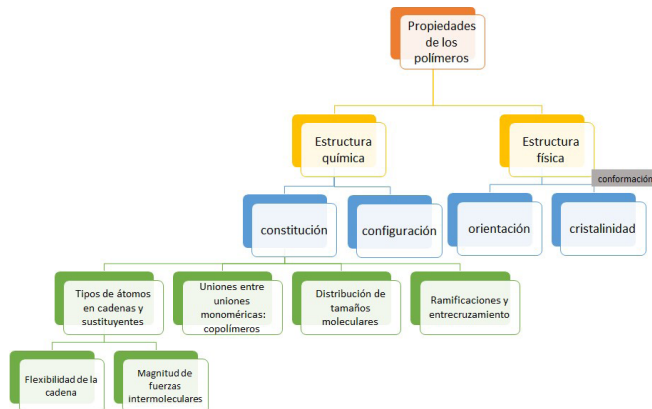 Propiedades
de los
polímeros
Estructura
química
Estructura
física
conformación
constitución
configuración
orientación
cristalinidad
Tipos de átomos
en cadenas y
sustituyentes
Uniones entre
uniones
monoméricas:
copolímeros
Distribución de
tamaños
moleculares
Ramificaciones y
entrecruzamiento
Flexibilidad de la
cadena
Magnitud de
fuerzas
intermoleculares